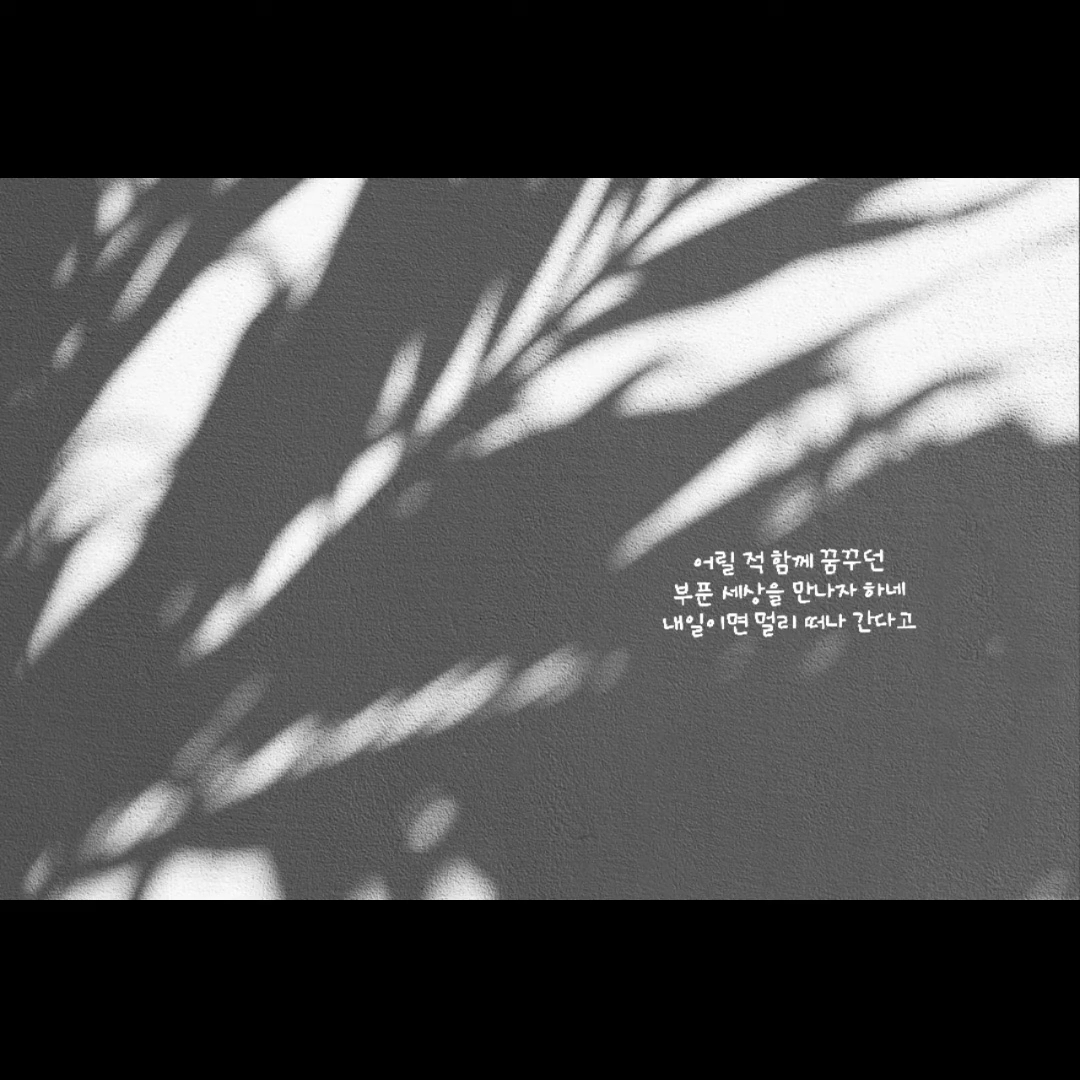 어릴 적 함께 꿈꾸던
부푼 세상을 만나자 하네
내일이면 멀리 떠나 간다고